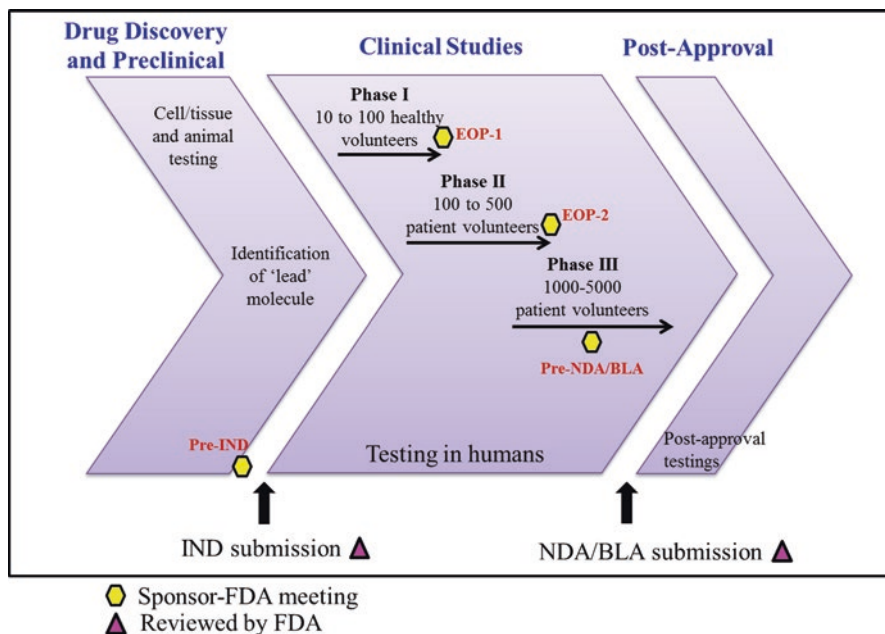 Drug Discovery
and Preclinical
Clinical Studies
Post-Approval
Cell/tissue
and animal
testing
Identification
of ‘lead’
molecule
Pre-IND
Phase I
10 to 100 healthy
volunteers
EOP-1
Phase II
100 to 500
patient volunteers
EOP-2
Phase III
1000-5000
patient volunteers
Pre-NDA/BLA
Testing in humans
Post-approval
testings
IND submission
NDA/BLA submission
Sponsor-FDA meeting
Reviewed by FDA